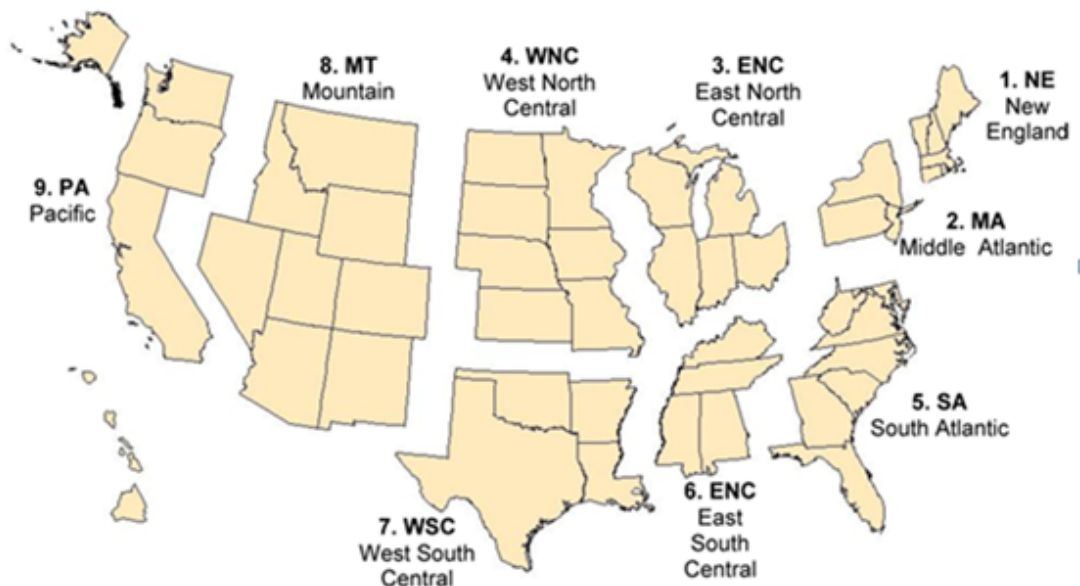 8. MT
Mountain
4. WNC
West North
Central
3. ENC
East North
Central
1. NE
New
England
9. PA
Pacific
2. MA
Middle Atlantic
5. SA
South Atlantic
6. ENC
East
South
Central
7. WSC
West South
Central